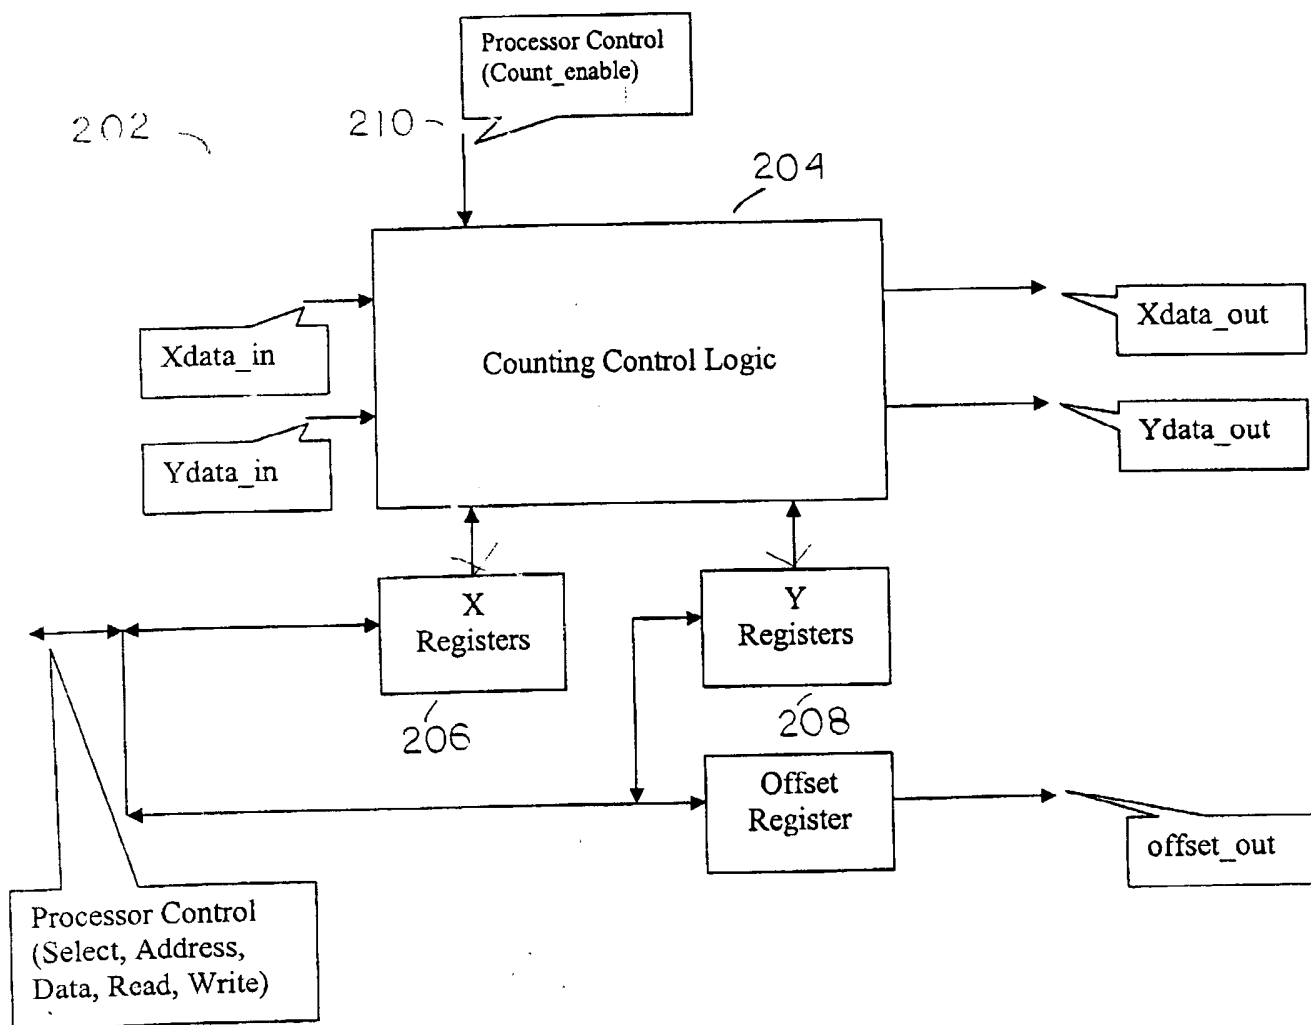 Processor Control
(Count_enable)
202
210
204
Xdata_in
Counting Control Logic
Xdata_out
Ydata_in
Ydata_out
X
Registers
Y
Registers
206
208
Offset
Register
offset_out
Processor Control
(Select, Address,
Data, Read, Write)